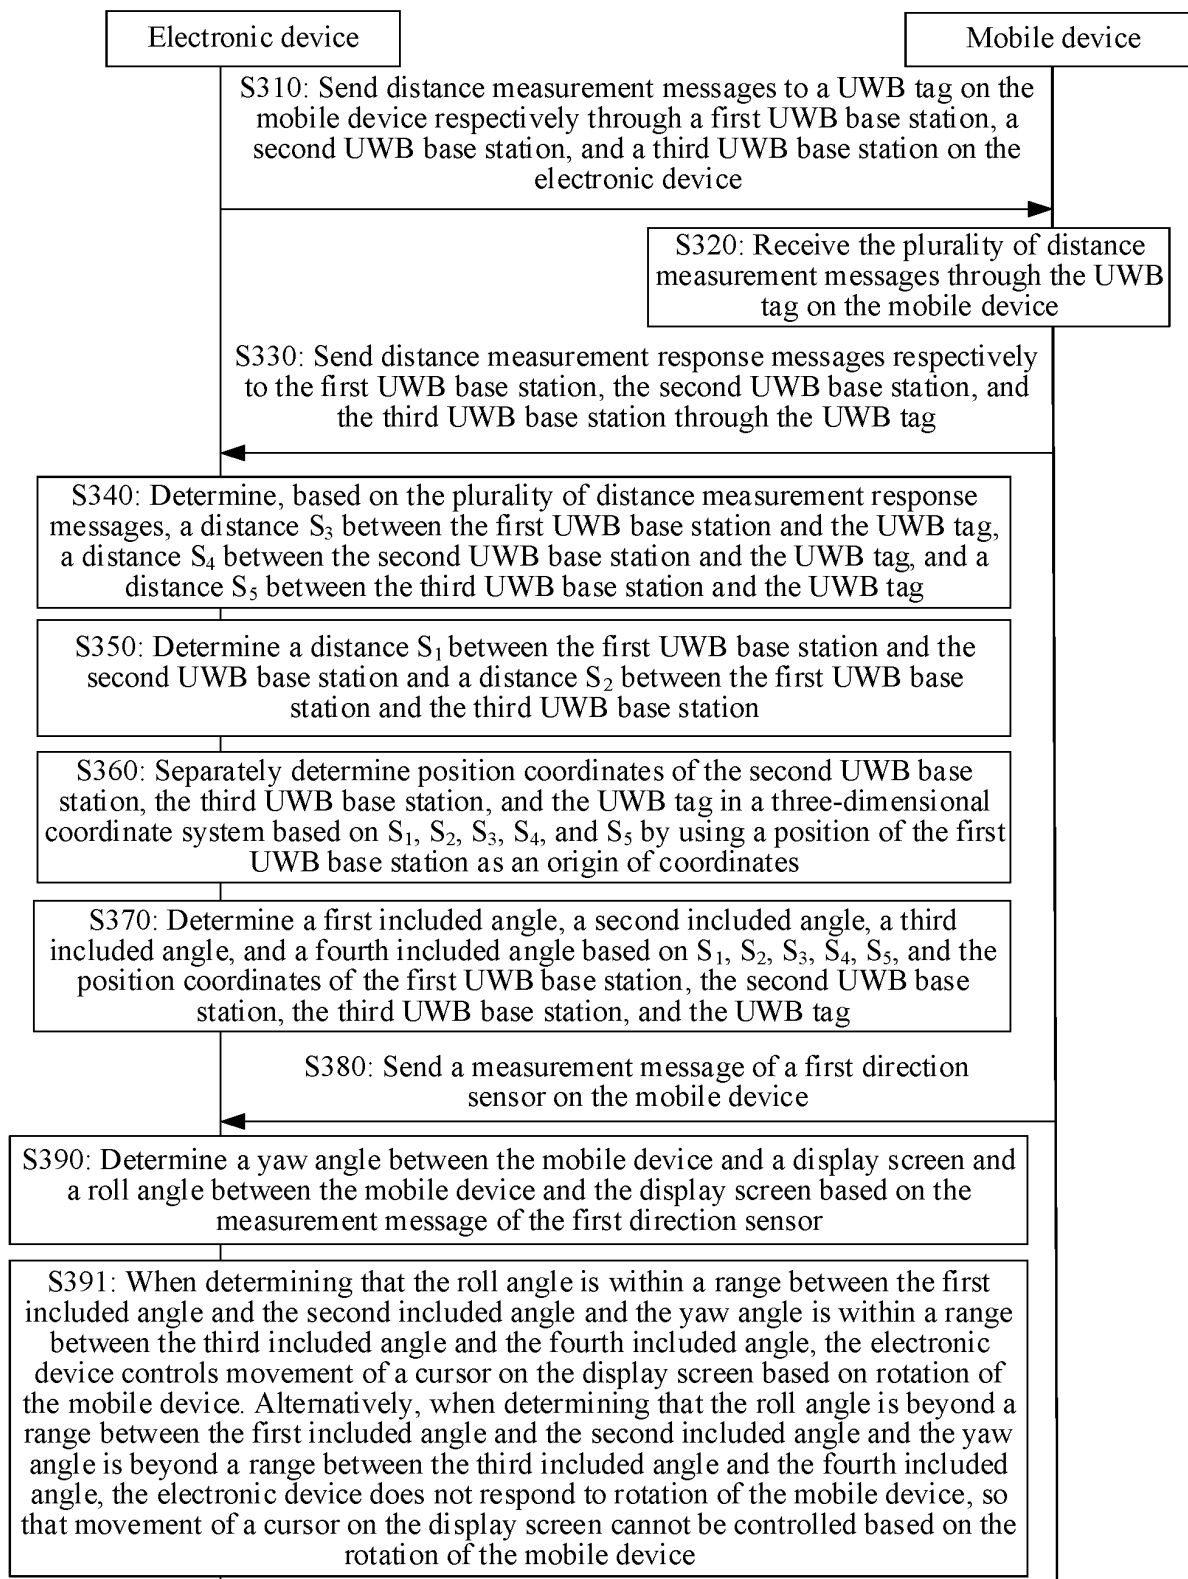 Electronic device
Mobile device
S310: Send distance measurement messages to a UWB tag on the
mobile device respectively through a first UWB base station, a
second UWB base station, and a third UWB base station on the
electronic device
S320: Receive the plurality of distance
measurement messages through the UWB
tag on the mobile device
S330: Send distance measurement response messages respectively
to the first UWB base station, the second UWB base station, and
the third UWB base station through the UWB tag
S340: Determine, based on the plurality of distance measurement response
messages, a distance S₃ between the first UWB base station and the UWB tag,
a distance S₄ between the second UWB base station and the UWB tag, and a
distance S₅ between the third UWB base station and the UWB tag
S350: Determine a distance S₁ between the first UWB base station and the
second UWB base station and a distance S₂ between the first UWB base
station and the third UWB base station
S360: Separately determine position coordinates of the second UWB base
station, the third UWB base station, and the UWB tag in a three-dimensional
coordinate system based on S₁, S₂, S₃, S₄, and S₅ by using a position of the first
UWB base station as an origin of coordinates
S370: Determine a first included angle, a second included angle, a third
included angle, and a fourth included angle based on S₁, S₂, S₃, S₄, S₅, and the
position coordinates of the first UWB base station, the second UWB base
station, the third UWB base station, and the UWB tag
S380: Send a measurement message of a first direction
sensor on the mobile device
S390: Determine a yaw angle between the mobile device and a display screen and
a roll angle between the mobile device and the display screen based on the
measurement message of the first direction sensor
S391: When determining that the roll angle is within a range between the first
included angle and the second included angle and the yaw angle is within a range
between the third included angle and the fourth included angle, the electronic
device controls movement of a cursor on the display screen based on rotation of
the mobile device. Alternatively, when determining that the roll angle is beyond a
range between the first included angle and the second included angle and the yaw
angle is beyond a range between the third included angle and the fourth included
angle, the electronic device does not respond to rotation of the mobile device, so
that movement of a cursor on the display screen cannot be controlled based on the
rotation of the mobile device